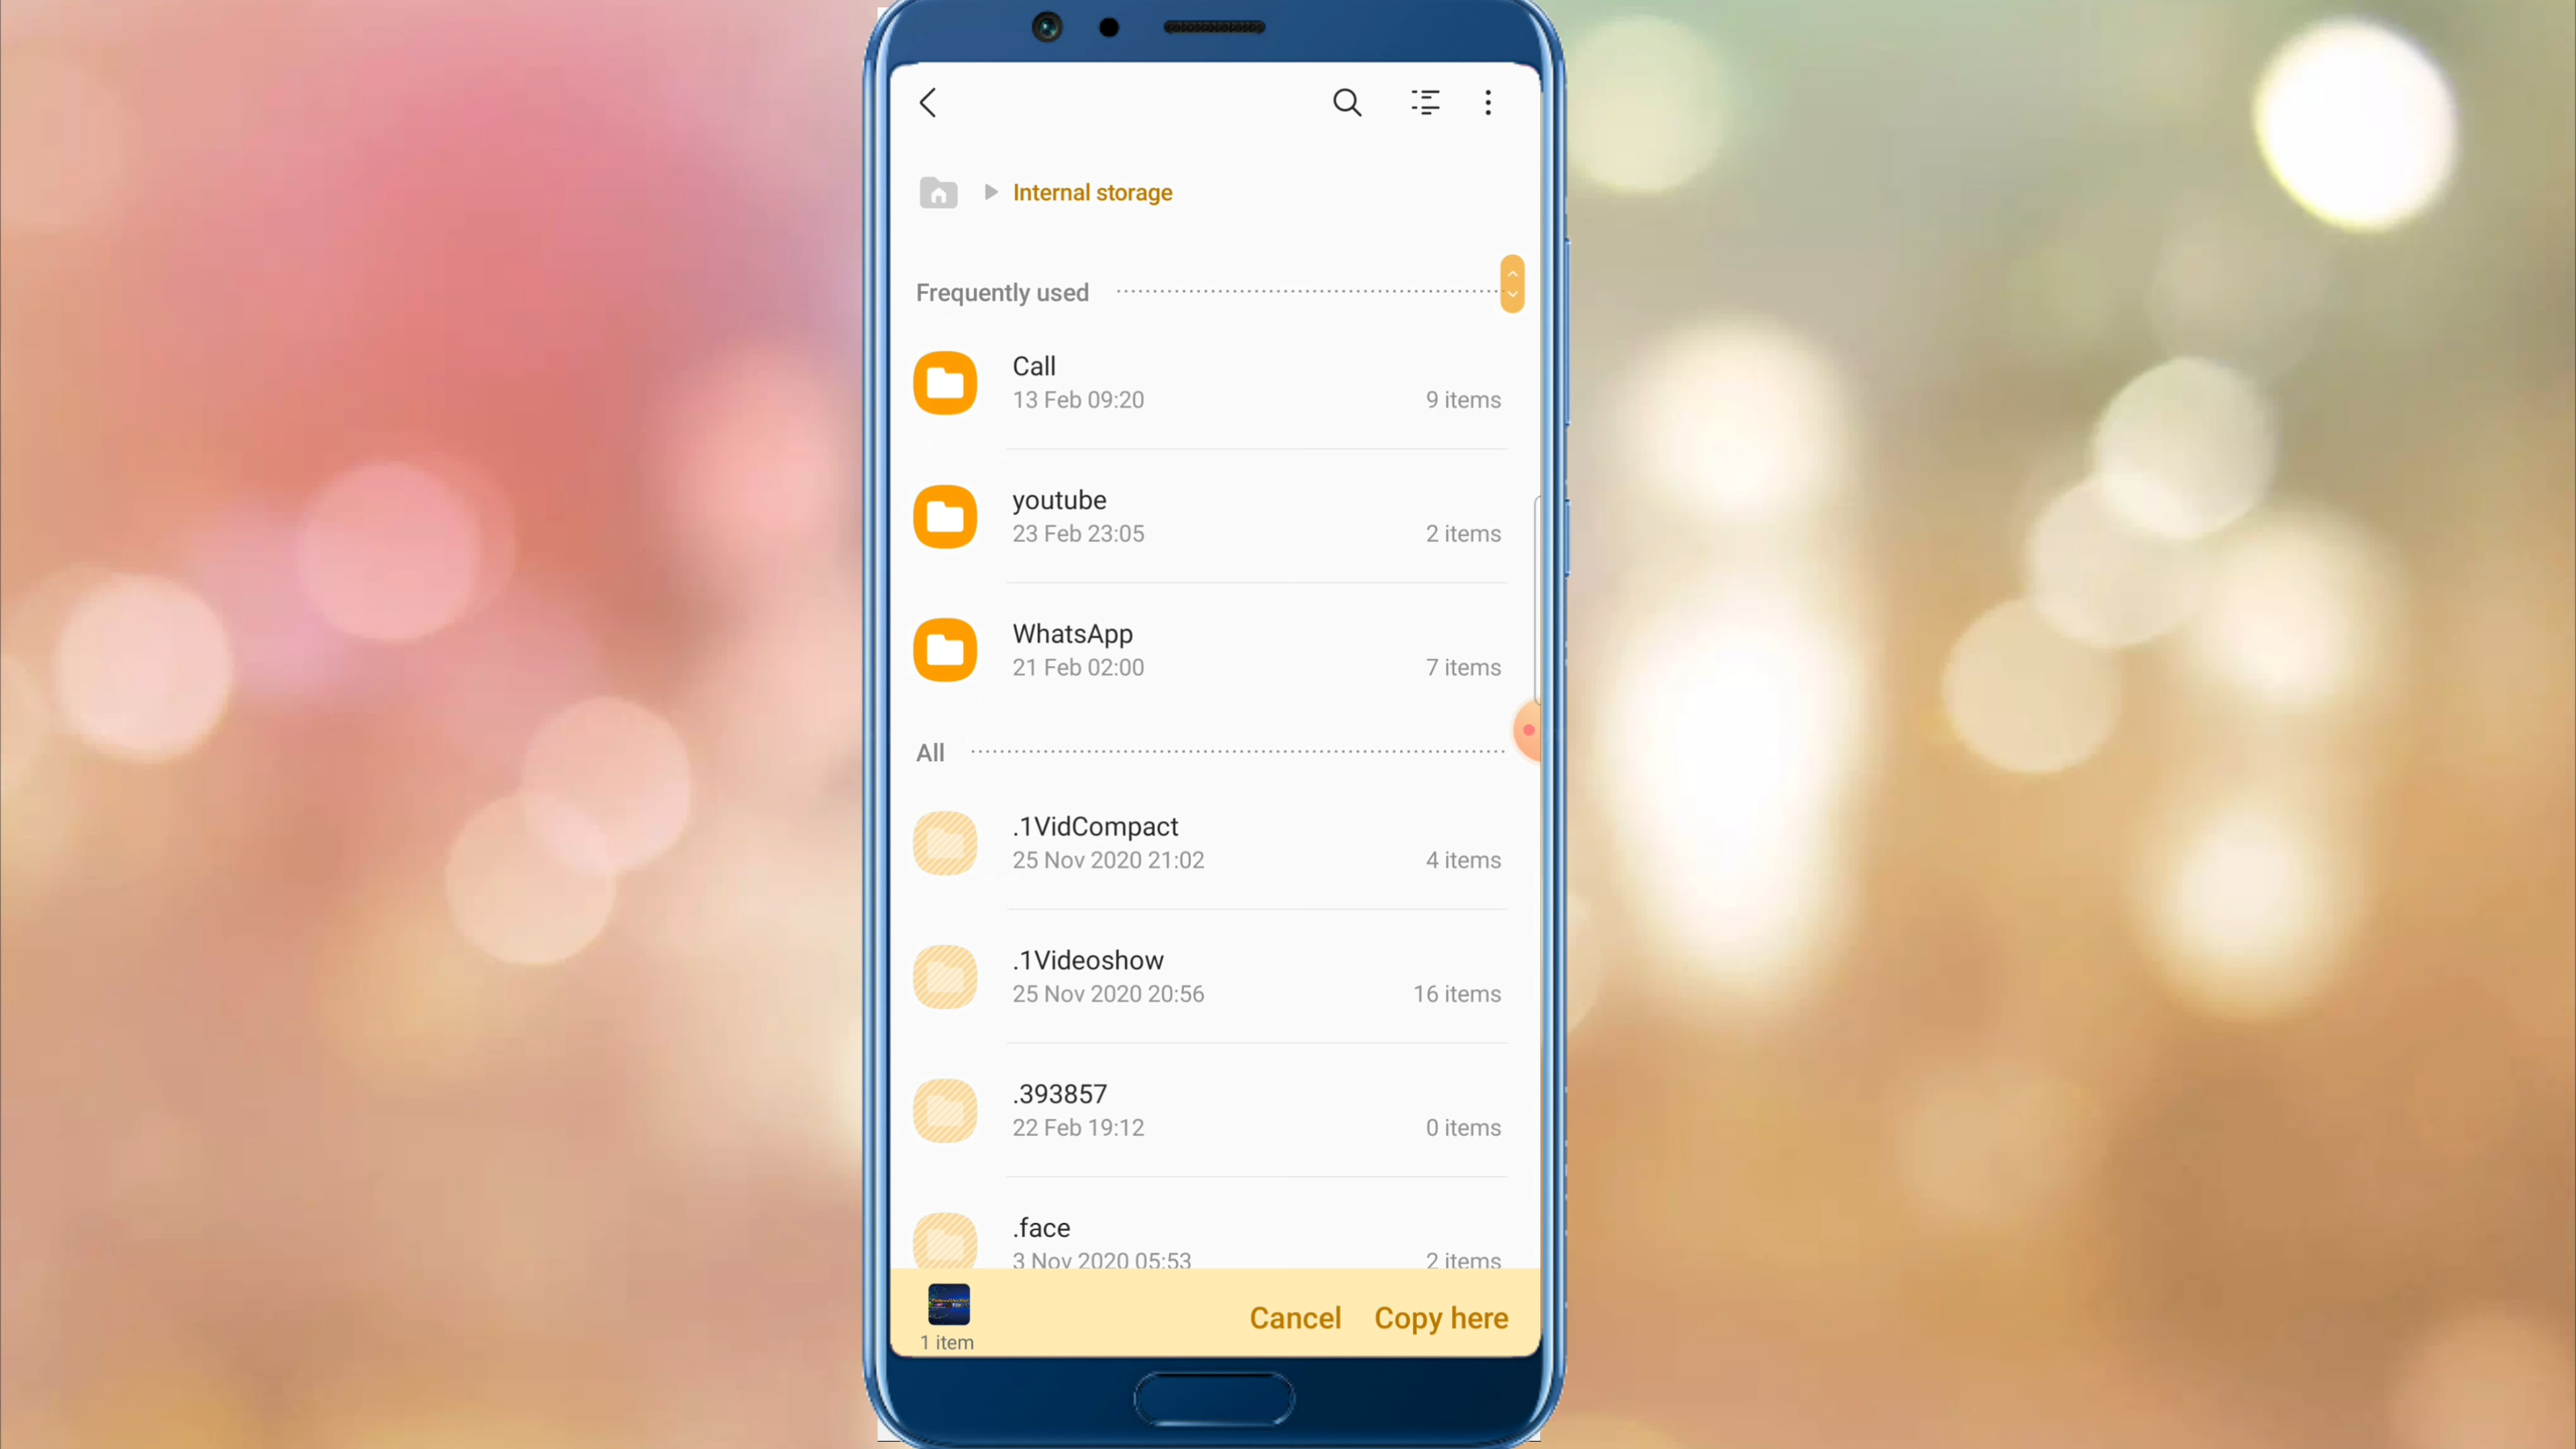 Internal storage
Frequently used
Call
13 Feb 09:20
9 items
youtube
23 Feb 23:05
2 items
WhatsApp
21 Feb 02:00
7 items
All
.1VidCompact
25 Nov 2020 21:02
4 items
.1Videoshow
25 Nov 2020 20:56
16 items
.393857
22 Feb 19:12
0 items
.face
3 Nov 2020 05:53
2 items
1 item
Cancel
Copy here